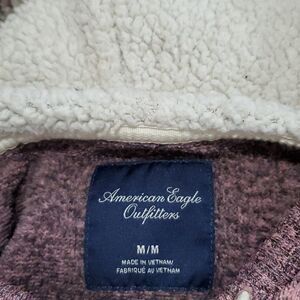 American Eagle
Outfitters
M/M
MADE IN VIETNAM/
FABRIQUÉ AU VIETNAM